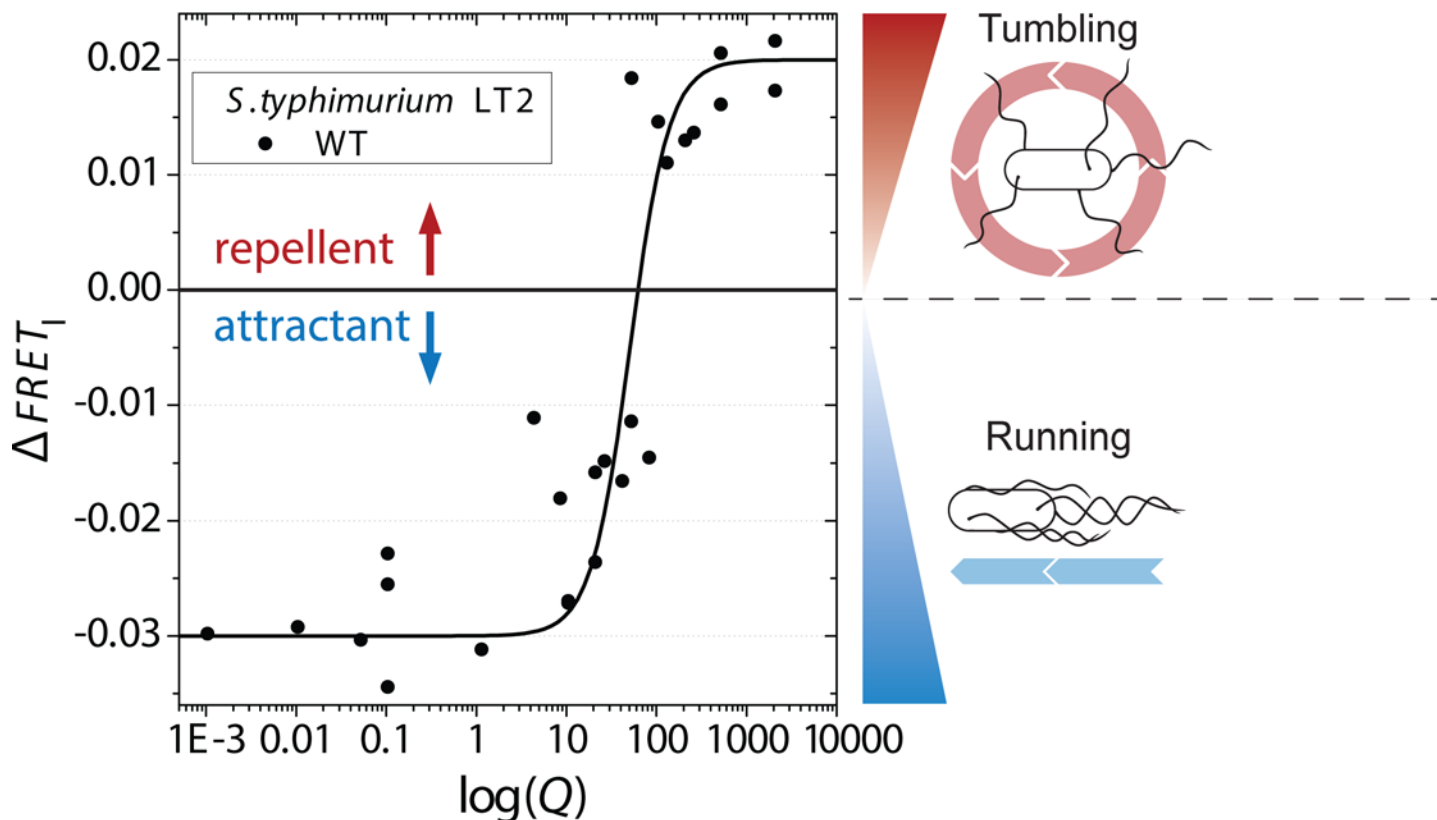 0.02
0.01
0.00
-0.01
-0.02
-0.03
Δ FRET_I
S.typhimurium LT2
WT
repellent
attractant
1E-3 0.01 0.1 1 10 100 1000 10000
log(Q)
Tumbling
Running